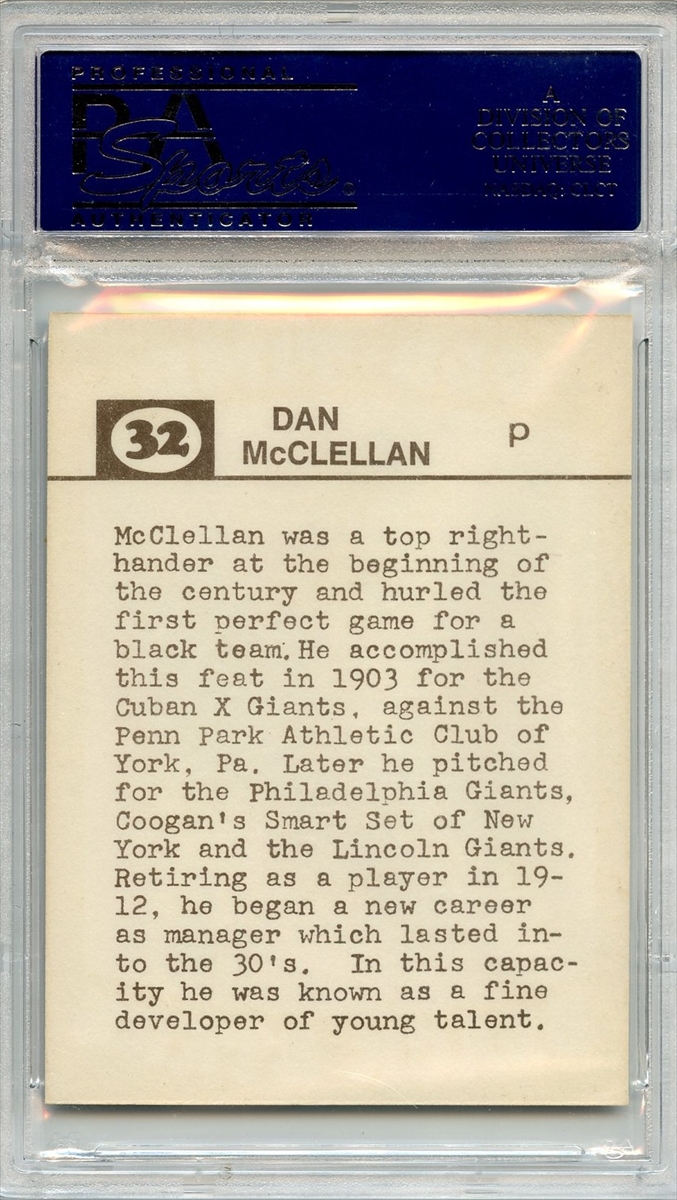 PROFESSIONAL
PSA
Sports
AUTHENTICATOR
A
DIVISION OF
COLLECTORS
UNIVERSE
NASDAQ: CLCT
32
DAN
McCLELLAN
p
McClellan was a top right-
hander at the beginning of
the century and hurled the
first perfect game for a
black team. He accomplished
this feat in 1903 for the
Cuban X Giants, against the
Penn Park Athletic Club of
York, Pa. Later he pitched
for the Philadelphia Giants,
Coogan's Smart Set of New
York and the Lincoln Giants.
Retiring as a player in 19-
12, he began a new career
as manager which lasted in-
to the 30's.  In this capac-
ity he was known as a fine
developer of young talent.